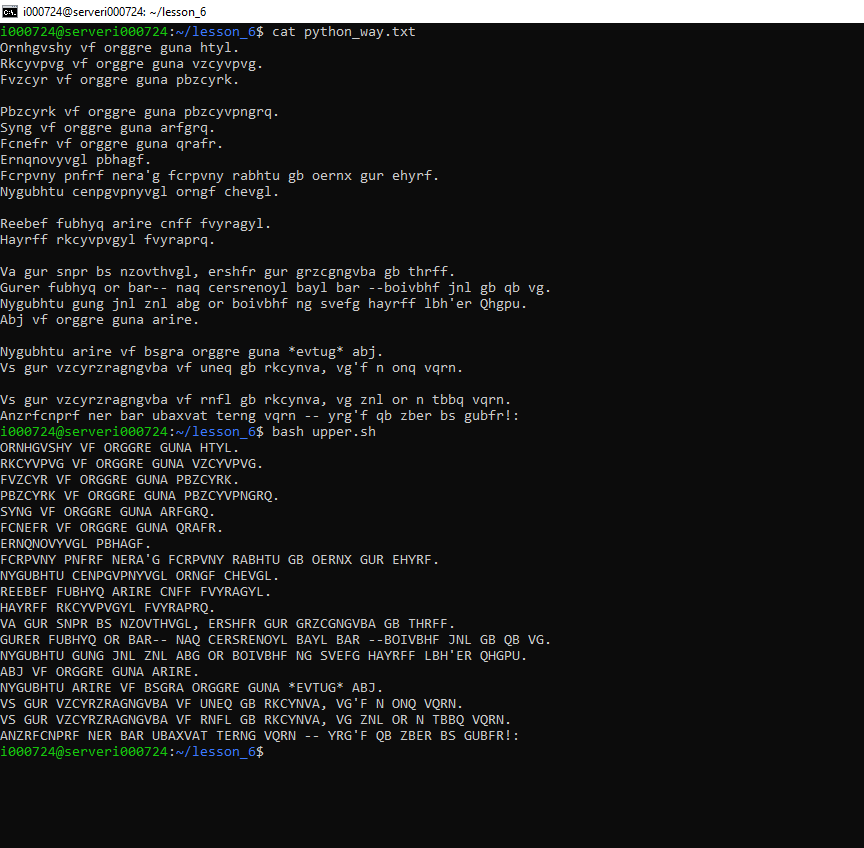 i000724@serveri000724: ~/lesson_6
i000724@serveri000724:~/lesson_6$ cat python_way.txt
Ornhgvshy vf orggre guna htyl.
Rkcyvpvg vf orggre guna vzcyvpvg.
Fvzcyr vf orggre guna pbzcyrk.
Pbzcyrk vf orggre guna pbzcyvpngrq.
Syng vf orggre guna arfgrq.
Fcnefr vf orggre guna qrafr.
Ernqnovyvgl pbhagf.
Fcrpvny pnfrf nera'g fcrpvny rabhtu gb oernx gur ehyrf.
Nygubhtu cenpgvpnyvgl orngf chevgl.
Reebef fubhyq arire cnff fvyragyl.
Hayrff rkcyvpvgyl fvyraprq.
Va gur snpr bs nzovthvgl, ershfr gur grzcgngvba gb thrff.
Gurer fubhyq or bar-- naq cersrenoyl bayl bar --boivbhf jnl gb qb vg.
Nygubhtu gung jnl znl abg or boivbhf ng svefg hayrff lbh'er Qhgpu.
Abj vf orggre guna arire.
Nygubhtu arire vf bsgra orggre guna *evtug* abj.
Vs gur vzcyrzragngvba vf uneq gb rkcynva, vg'f n onq vqrn.
Vs gur vzcyrzragngvba vf rnfl gb rkcynva, vg znl or n tbbq vqrn.
Anzrfcnprf ner bar ubaxvat terng vqrn -- yrg'f qb zber bs gubfr!:
i000724@serveri000724:~/lesson_6$ bash upper.sh
ORNHGVSHY VF ORGGRE GUNA HTYL.
RKCYVPVG VF ORGGRE GUNA VZCYVPVG.
FVZCYR VF ORGGRE GUNA PBZCYRK.
PBZCYRK VF ORGGRE GUNA PBZCYVPNGRQ.
SYNG VF ORGGRE GUNA ARFGRQ.
FCNEFR VF ORGGRE GUNA QRAFR.
ERNQNOVYVGL PBHAGF.
FCRPVNY PNFRF NERA'G FCRPVNY RABHTU GB OERNX GUR EHYRF.
NYGUBHTU CENPGVPNYVGL ORNGF CHEVGL.
REEBEF FUBHYQ ARIRE CNFF FVYRAGYL.
HAYRFF RKCYVPVGYL FVYRAPRQ.
VA GUR SNPR BS NZOVTHVGL, ERSHFR GUR GRZCGNGVBA GB THRFF.
GURER FUBHYQ OR BAR-- NAQ CERSRENOYL BAYL BAR --BOIVBHF JNL GB QB VG.
NYGUBHTU GUNG JNL ZNL ABG OR BOIVBHF NG SVEFG HAYRFF LBH'ER QHGPU.
ABJ VF ORGGRE GUNA ARIRE.
NYGUBHTU ARIRE VF BSGRA ORGGRE GUNA *EVTUG* ABJ.
VS GUR VZCYRZRAGNGVBA VF UNEQ GB RKCYNVA, VG'F N ONQ VQRN.
VS GUR VZCYRZRAGNGVBA VF RNFL GB RKCYNVA, VG ZNL OR N TBBQ VQRN.
ANZRFCNPRF NER BAR UBAXVAT TERNG VQRN -- YRG'F QB ZBER BS GUBFR!:
i000724@serveri000724:~/lesson_6$